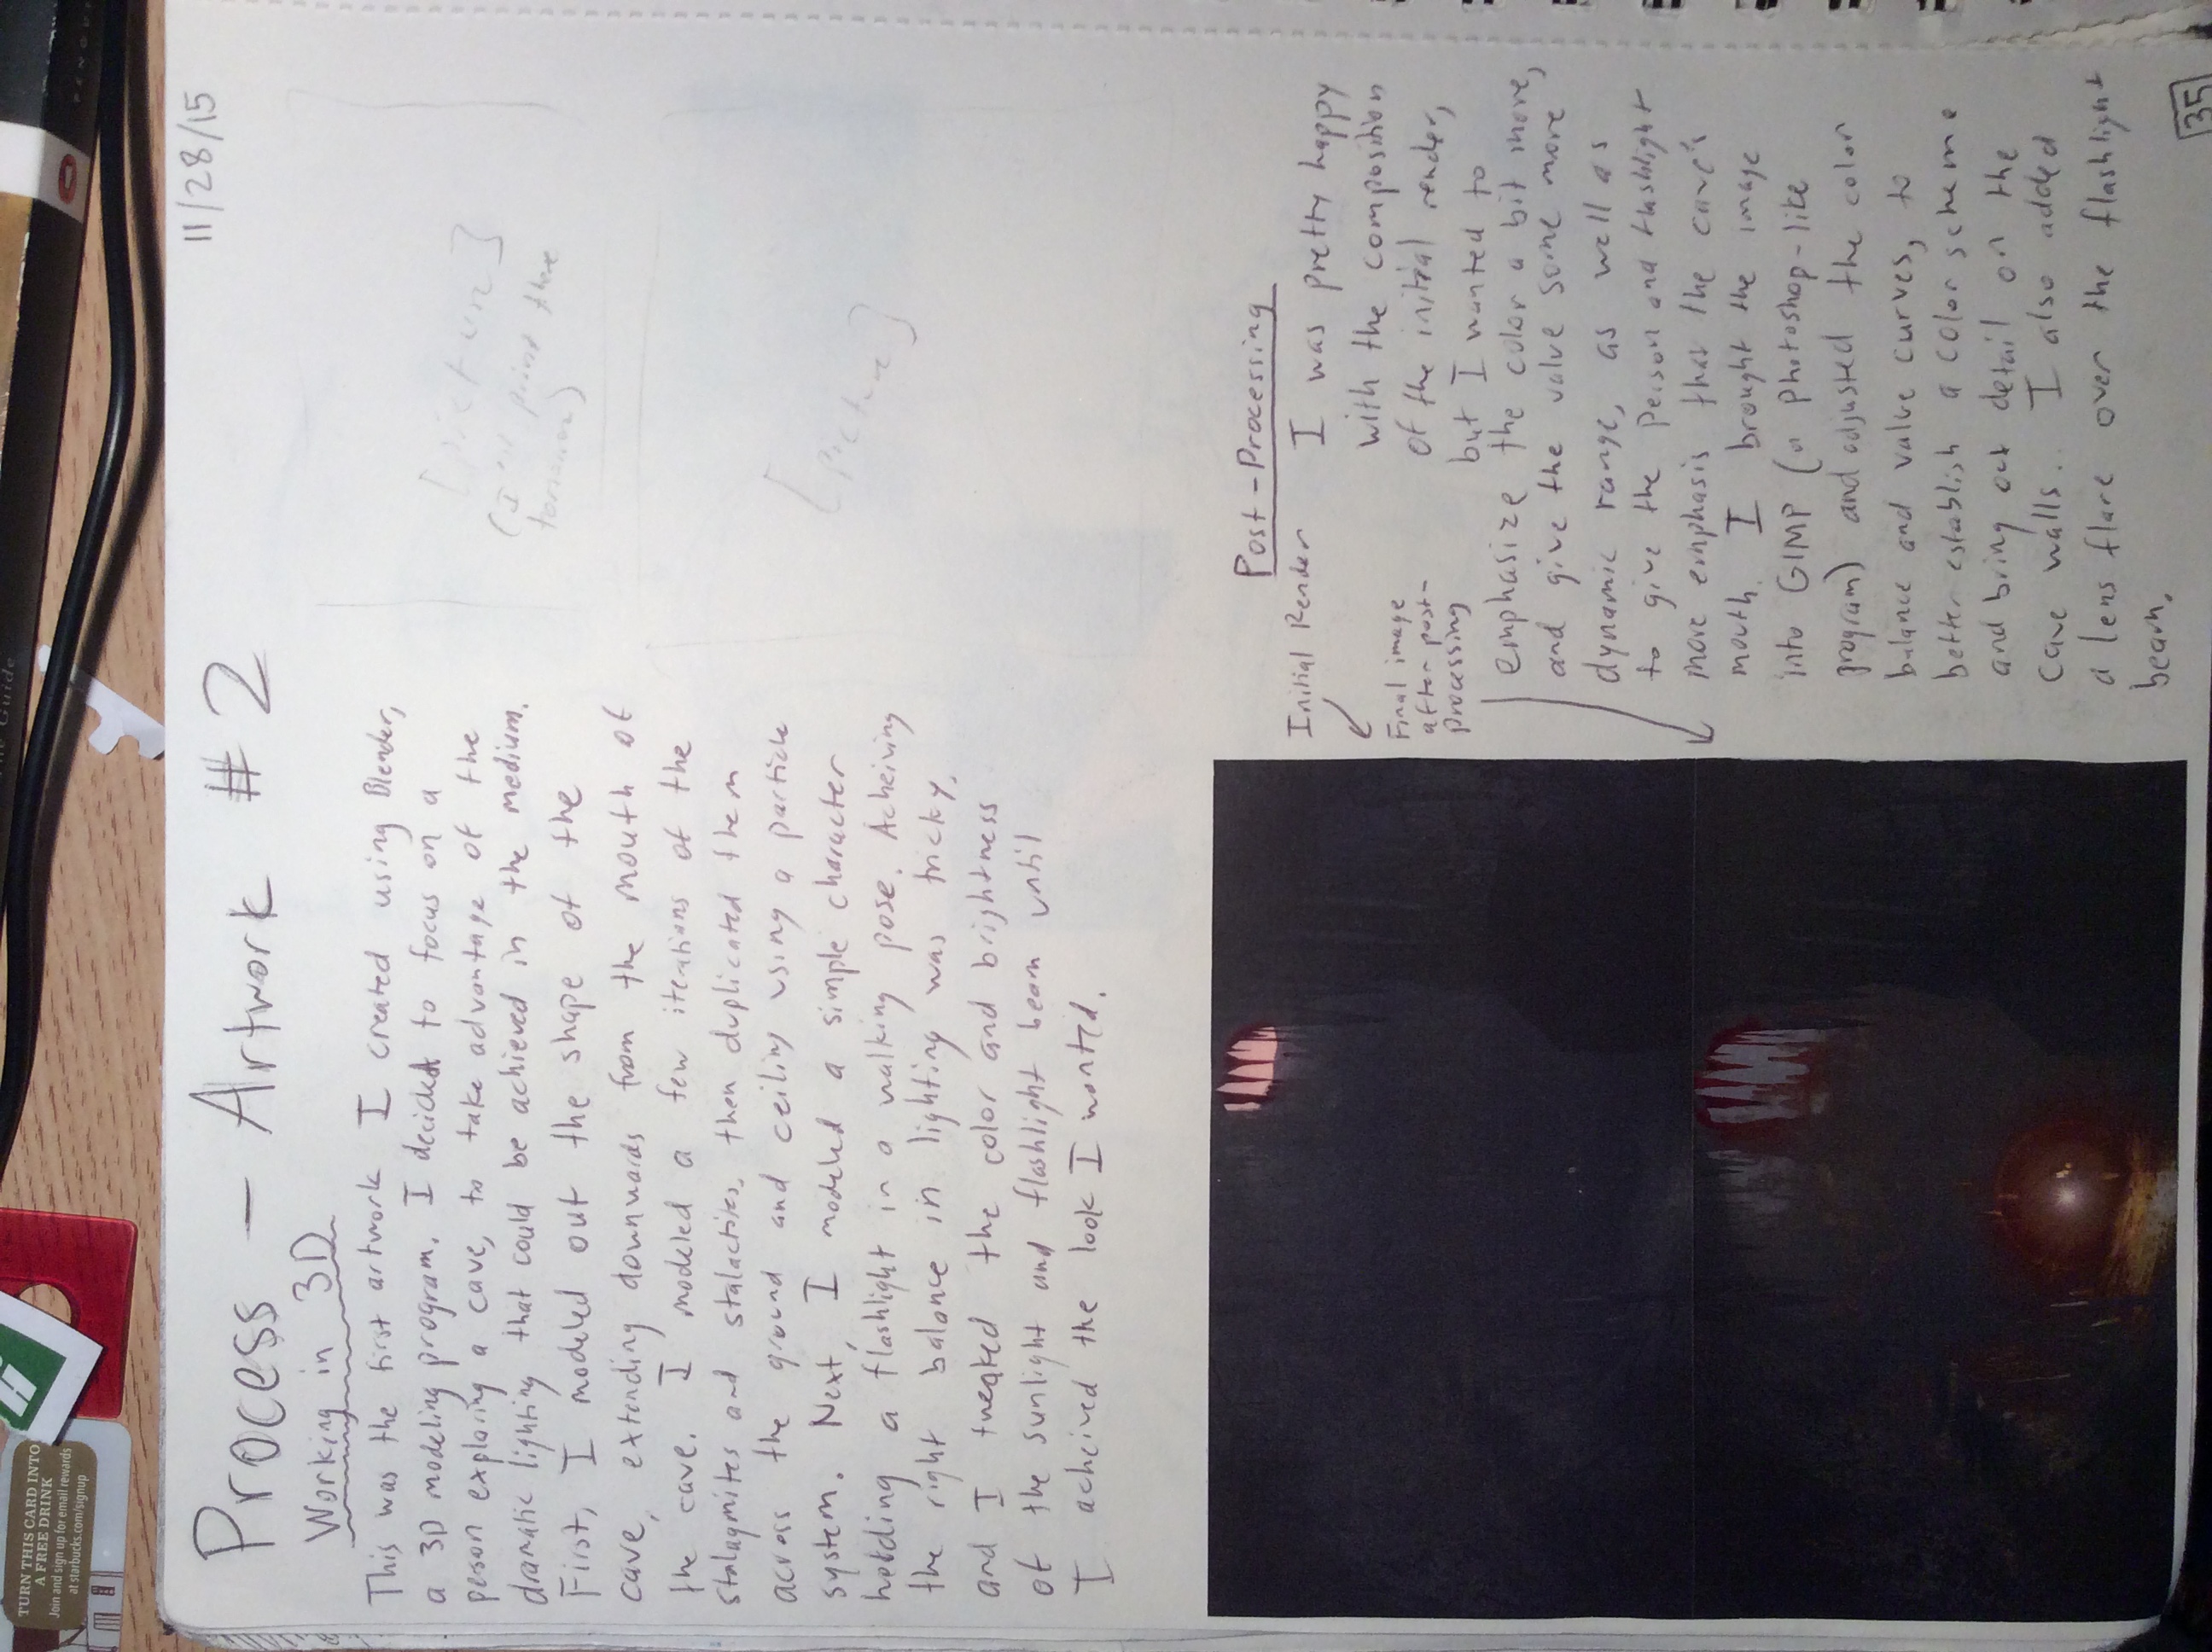 11/28/15
Process – Artwork #2
Working in 3D
This was the first artwork I created using Blender,
a 3D modeling program. I decided to focus on a
person exploring a cave, to take advantage of the
dramatic lighting that could be achieved in the medium.
First, I modeled out the shape of the
cave, extending downwards from the mouth of
the cave. I modeled a few iterations of the
stalagmites and stalactites, then duplicated them
across the ground and ceiling using a particle
system. Next, I modeled a simple character
holding a flashlight in a walking pose. Acheiving
the right balance in lighting was tricky,
and I tweaked the color and brightness
of the sunlight and flashlight beam until
I acheived the look I wanted.
[picture]
(I'll print these
tomorrow)
[picture]
Post-Processing
Initial Render
Final image
after post-
processing
I was pretty happy
with the composition
of the initial render,
but I wanted to
emphasize the color a bit more,
and give the value some more
dynamic range, as well as
to give the person and flashlight
more emphasis that the cave's
mouth. I brought the image
into GIMP (a Photoshop-like
program) and adjusted the color
balance and value curves, to
better establish a color scheme
and bring out detail on the
cave walls. I also added
a lens flare over the flashlight
beam.
35
TURN THIS CARD INTO
A FREE DRINK
Join and sign up for email rewards
at starbucks.com/signup
Guide